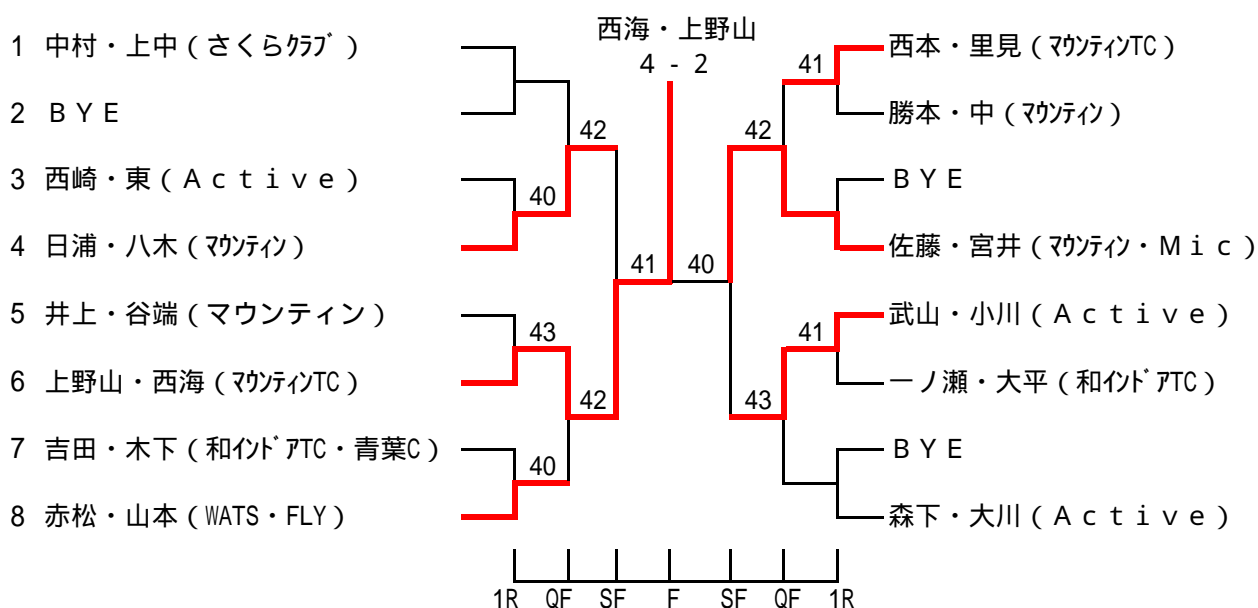 西海・上野山
4 - 2
1 中村・上中（さくらｸﾗﾌﾞ）
2 ＢＹＥ
3 西崎・東（Ａｃｔｉｖｅ）
4 日浦・八木（ﾏｳﾝﾃｨﾝ）
5 井上・谷端（マウンティン）
6 上野山・西海（ﾏｳﾝﾃｨﾝTC）
7 吉田・木下（和ｲﾝﾄﾞｱTC・青葉C）
8 赤松・山本（WATS・FLY）
42
40
43
42
40
41
40
41
42
41
43
西本・里見（ﾏｳﾝﾃｨﾝTC）
勝本・中（ﾏｳﾝﾃｨﾝ）
ＢＹＥ
佐藤・宮井（ﾏｳﾝﾃｨﾝ・Ｍｉｃ）
武山・小川（Ａｃｔｉｖｅ）
一ノ瀬・大平（和ｲﾝﾄﾞｱTC）
ＢＹＥ
森下・大川（Ａｃｔｉｖｅ）
1R QF SF F SF QF 1R